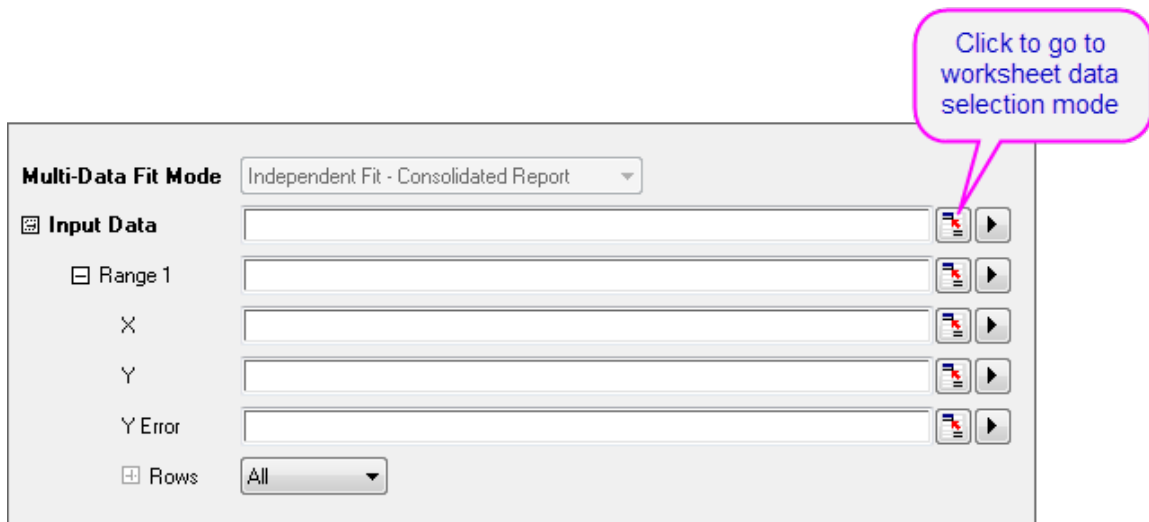 Click to go to
worksheet data
selection mode
Multi-Data Fit Mode Independent Fit - Consolidated Report
Input Data
Range 1
X
Y
Y Error
Rows All